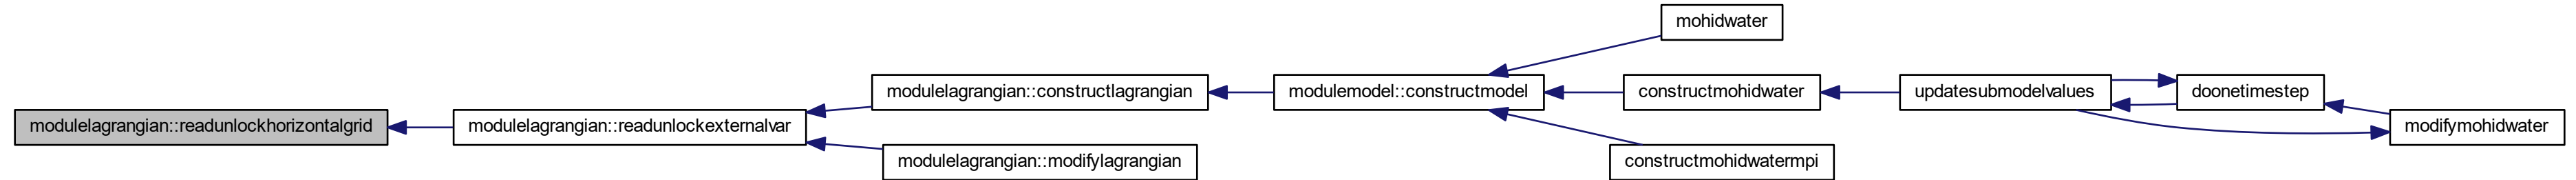 mohidwater
modulelagrangian::constructlagrangian
modulemodel::constructmodel
constructmohidwater
updatesubmodelvalues
doonetimestep
modulelagrangian::readunlockhorizontalgrid
modulelagrangian::readunlockexternalvar
modifymohidwater
modulelagrangian::modifylagrangian
constructmohidwatermpi